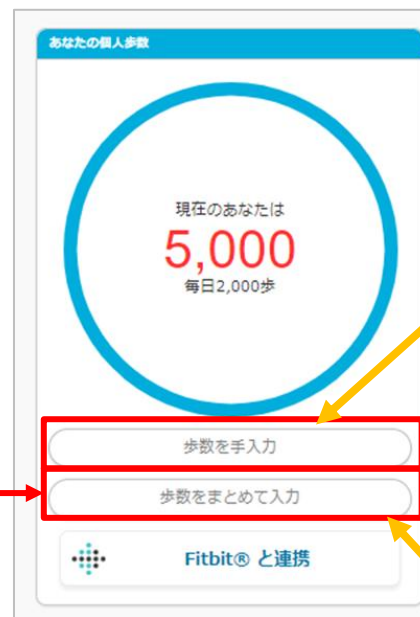 あなたの個人歩数
現在のあなたは
5,000
毎日2,000歩
歩数を手入力
歩数をまとめて入力
Fitbit® と連携